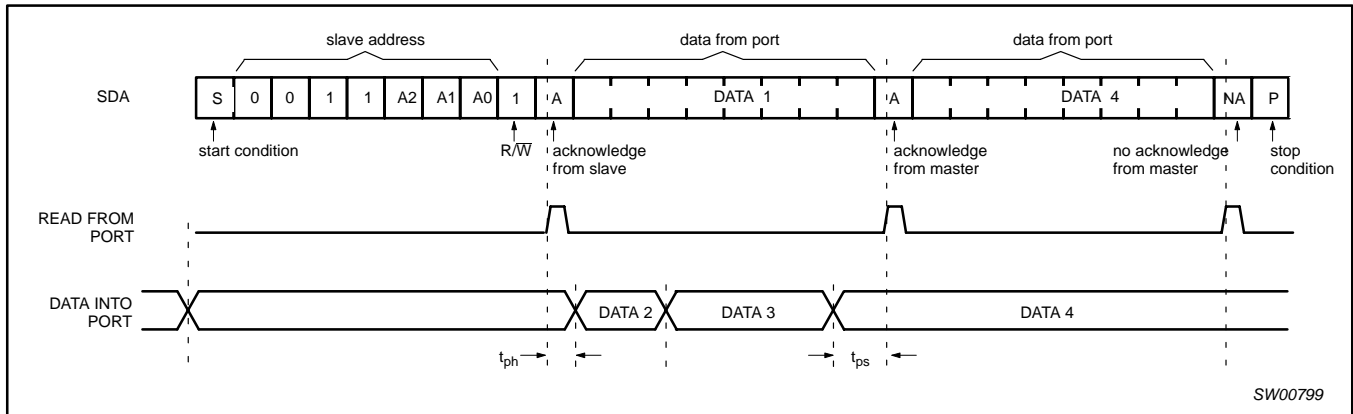 slave address data from port data from port
SDA S 0 0 1 1 A2 A1 A0 1 A DATA 1 A DATA 4 NA P
start condition R/W̅ acknowledge from slave acknowledge from master no acknowledge from master stop condition
READ FROM PORT
DATA INTO PORT DATA 2 DATA 3 DATA 4
tph tps
SW00799